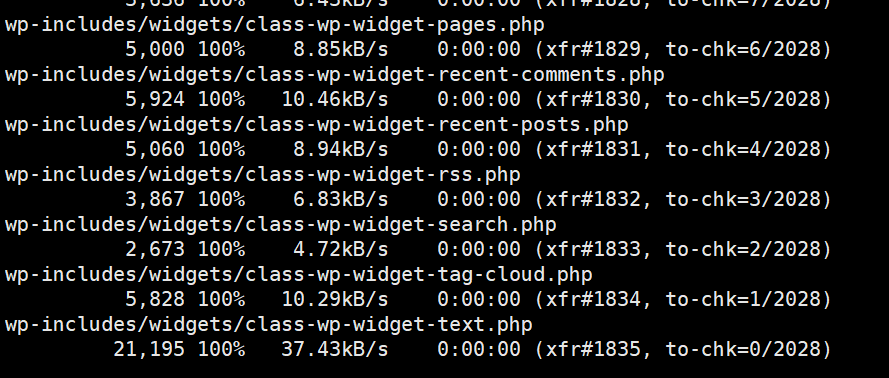 3,836 100% 6.43kB/s 0:00:00 (xfr#1828, to-chk=7/2028)
wp-includes/widgets/class-wp-widget-pages.php
5,000 100% 8.85kB/s 0:00:00 (xfr#1829, to-chk=6/2028)
wp-includes/widgets/class-wp-widget-recent-comments.php
5,924 100% 10.46kB/s 0:00:00 (xfr#1830, to-chk=5/2028)
wp-includes/widgets/class-wp-widget-recent-posts.php
5,060 100% 8.94kB/s 0:00:00 (xfr#1831, to-chk=4/2028)
wp-includes/widgets/class-wp-widget-rss.php
3,867 100% 6.83kB/s 0:00:00 (xfr#1832, to-chk=3/2028)
wp-includes/widgets/class-wp-widget-search.php
2,673 100% 4.72kB/s 0:00:00 (xfr#1833, to-chk=2/2028)
wp-includes/widgets/class-wp-widget-tag-cloud.php
5,828 100% 10.29kB/s 0:00:00 (xfr#1834, to-chk=1/2028)
wp-includes/widgets/class-wp-widget-text.php
21,195 100% 37.43kB/s 0:00:00 (xfr#1835, to-chk=0/2028)